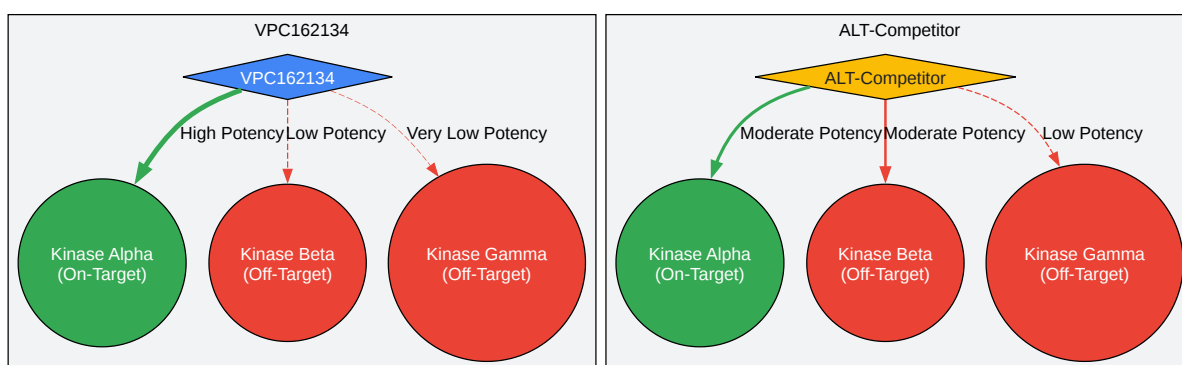 VPC162134
VPC162134
High Potency
Low Potency
Very Low Potency
Kinase Alpha
(On-Target)
Kinase Beta
(Off-Target)
Kinase Gamma
(Off-Target)
ALT-Competitor
ALT-Competitor
Moderate Potency
Moderate Potency
Low Potency
Kinase Alpha
(On-Target)
Kinase Beta
(Off-Target)
Kinase Gamma
(Off-Target)